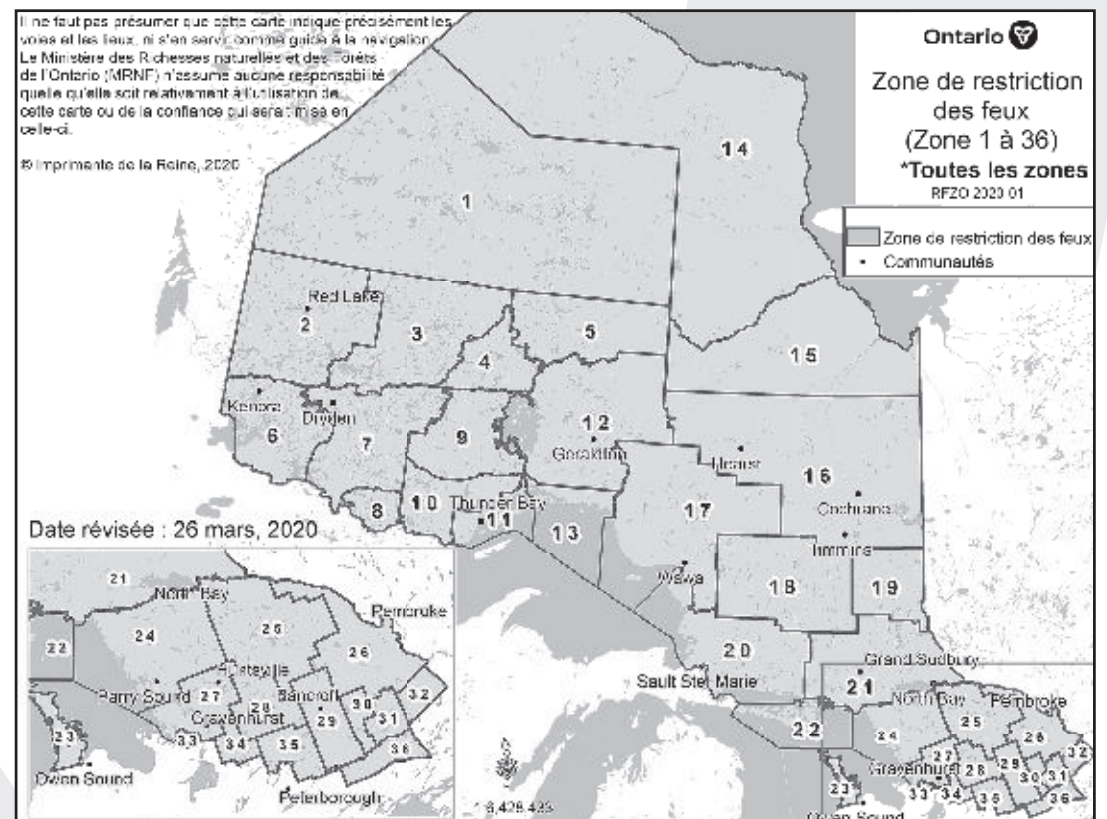 Il ne faut pas présumer que cette carte indique précisément les
voies et les lieux, ni s'en servir comme guide à la navigation.
Le Ministère des Richesses naturelles et des Forêts
de l'Ontario (MRNF) n'assume aucune responsabilité
quelle qu'elle soit relativement à l'utilisation de
cette carte ou de la confiance qui serait mise en
celle-ci.
© Imprimante de la Reine, 2020
Ontario
Zone de restriction
des feux
(Zone 1 à 36)
*Toutes les zones
RFZO 2020 01
Zone de restriction des feux
Communautés
14
1
Red Lake
2
3
5
4
15
Kenora
Dryden
6
7
9
12
Geraldton
Hearst
16
Cochrane
8
10
Thunder Bay
11
13
17
Timmins
Wawa
18
19
20
Sault Ste. Marie
Grand Sudbury
21
22
North Bay
Pembroke
24
25
26
32
Gravenhurst
27
28
29
30
31
23
33
34
35
36
Owen Sound
Date révisée : 26 mars, 2020
21
North Bay
Pembroke
22
24
25
26
Parry Sound
Huntsville
27
28
Bancroft
29
30
31
32
Gravenhurst
23
33
34
35
36
Owen Sound
Peterborough